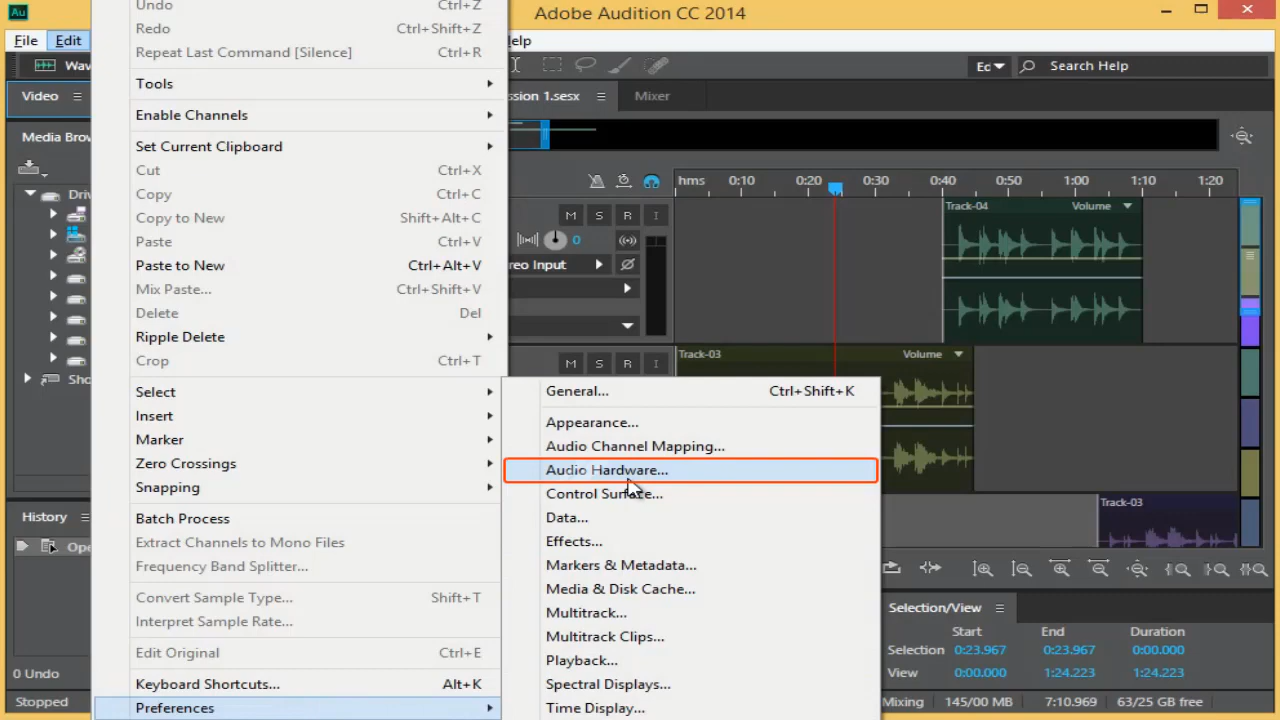 Au
Adobe Audition CC 2014
File
Edit
elp
Undo Ctrl+Z
Redo Ctrl+Shift+Z
Repeat Last Command [Silence] Ctrl+R
Tools
Enable Channels
Set Current Clipboard
Cut Ctrl+X
Copy Ctrl+C
Copy to New Shift+Alt+C
Paste Ctrl+V
Paste to New Ctrl+Alt+V
Mix Paste... Ctrl+Shift+V
Delete Del
Ripple Delete
Crop Ctrl+T
Select
Insert
Marker
Zero Crossings
Snapping
Batch Process
Extract Channels to Mono Files
Frequency Band Splitter...
Convert Sample Type... Shift+T
Interpret Sample Rate...
Edit Original Ctrl+E
Keyboard Shortcuts... Alt+K
Preferences
General... Ctrl+Shift+K
Appearance...
Audio Channel Mapping...
Audio Hardware...
Control Surface...
Data...
Effects...
Markers & Metadata...
Media & Disk Cache...
Multitrack...
Multitrack Clips...
Playback...
Spectral Displays...
Time Display...
Wav
Video
Media Brow
Driv
Sho
History
Ope
0 Undo
Stopped
Ed
Search Help
ssion 1.sesx
Mixer
hms 0:10 0:20 0:30 0:40 0:50 1:00 1:10 1:20
M S R I
0
reo Input
Track-04 Volume
M S R I
Track-03 Volume
Track-03
Selection/View
Start End Duration
Selection 0:23.967 0:23.967 0:00.000
View 0:00.000 1:24.223 1:24.223
Mixing 145/00 MB 7:10.969 63/25 GB free